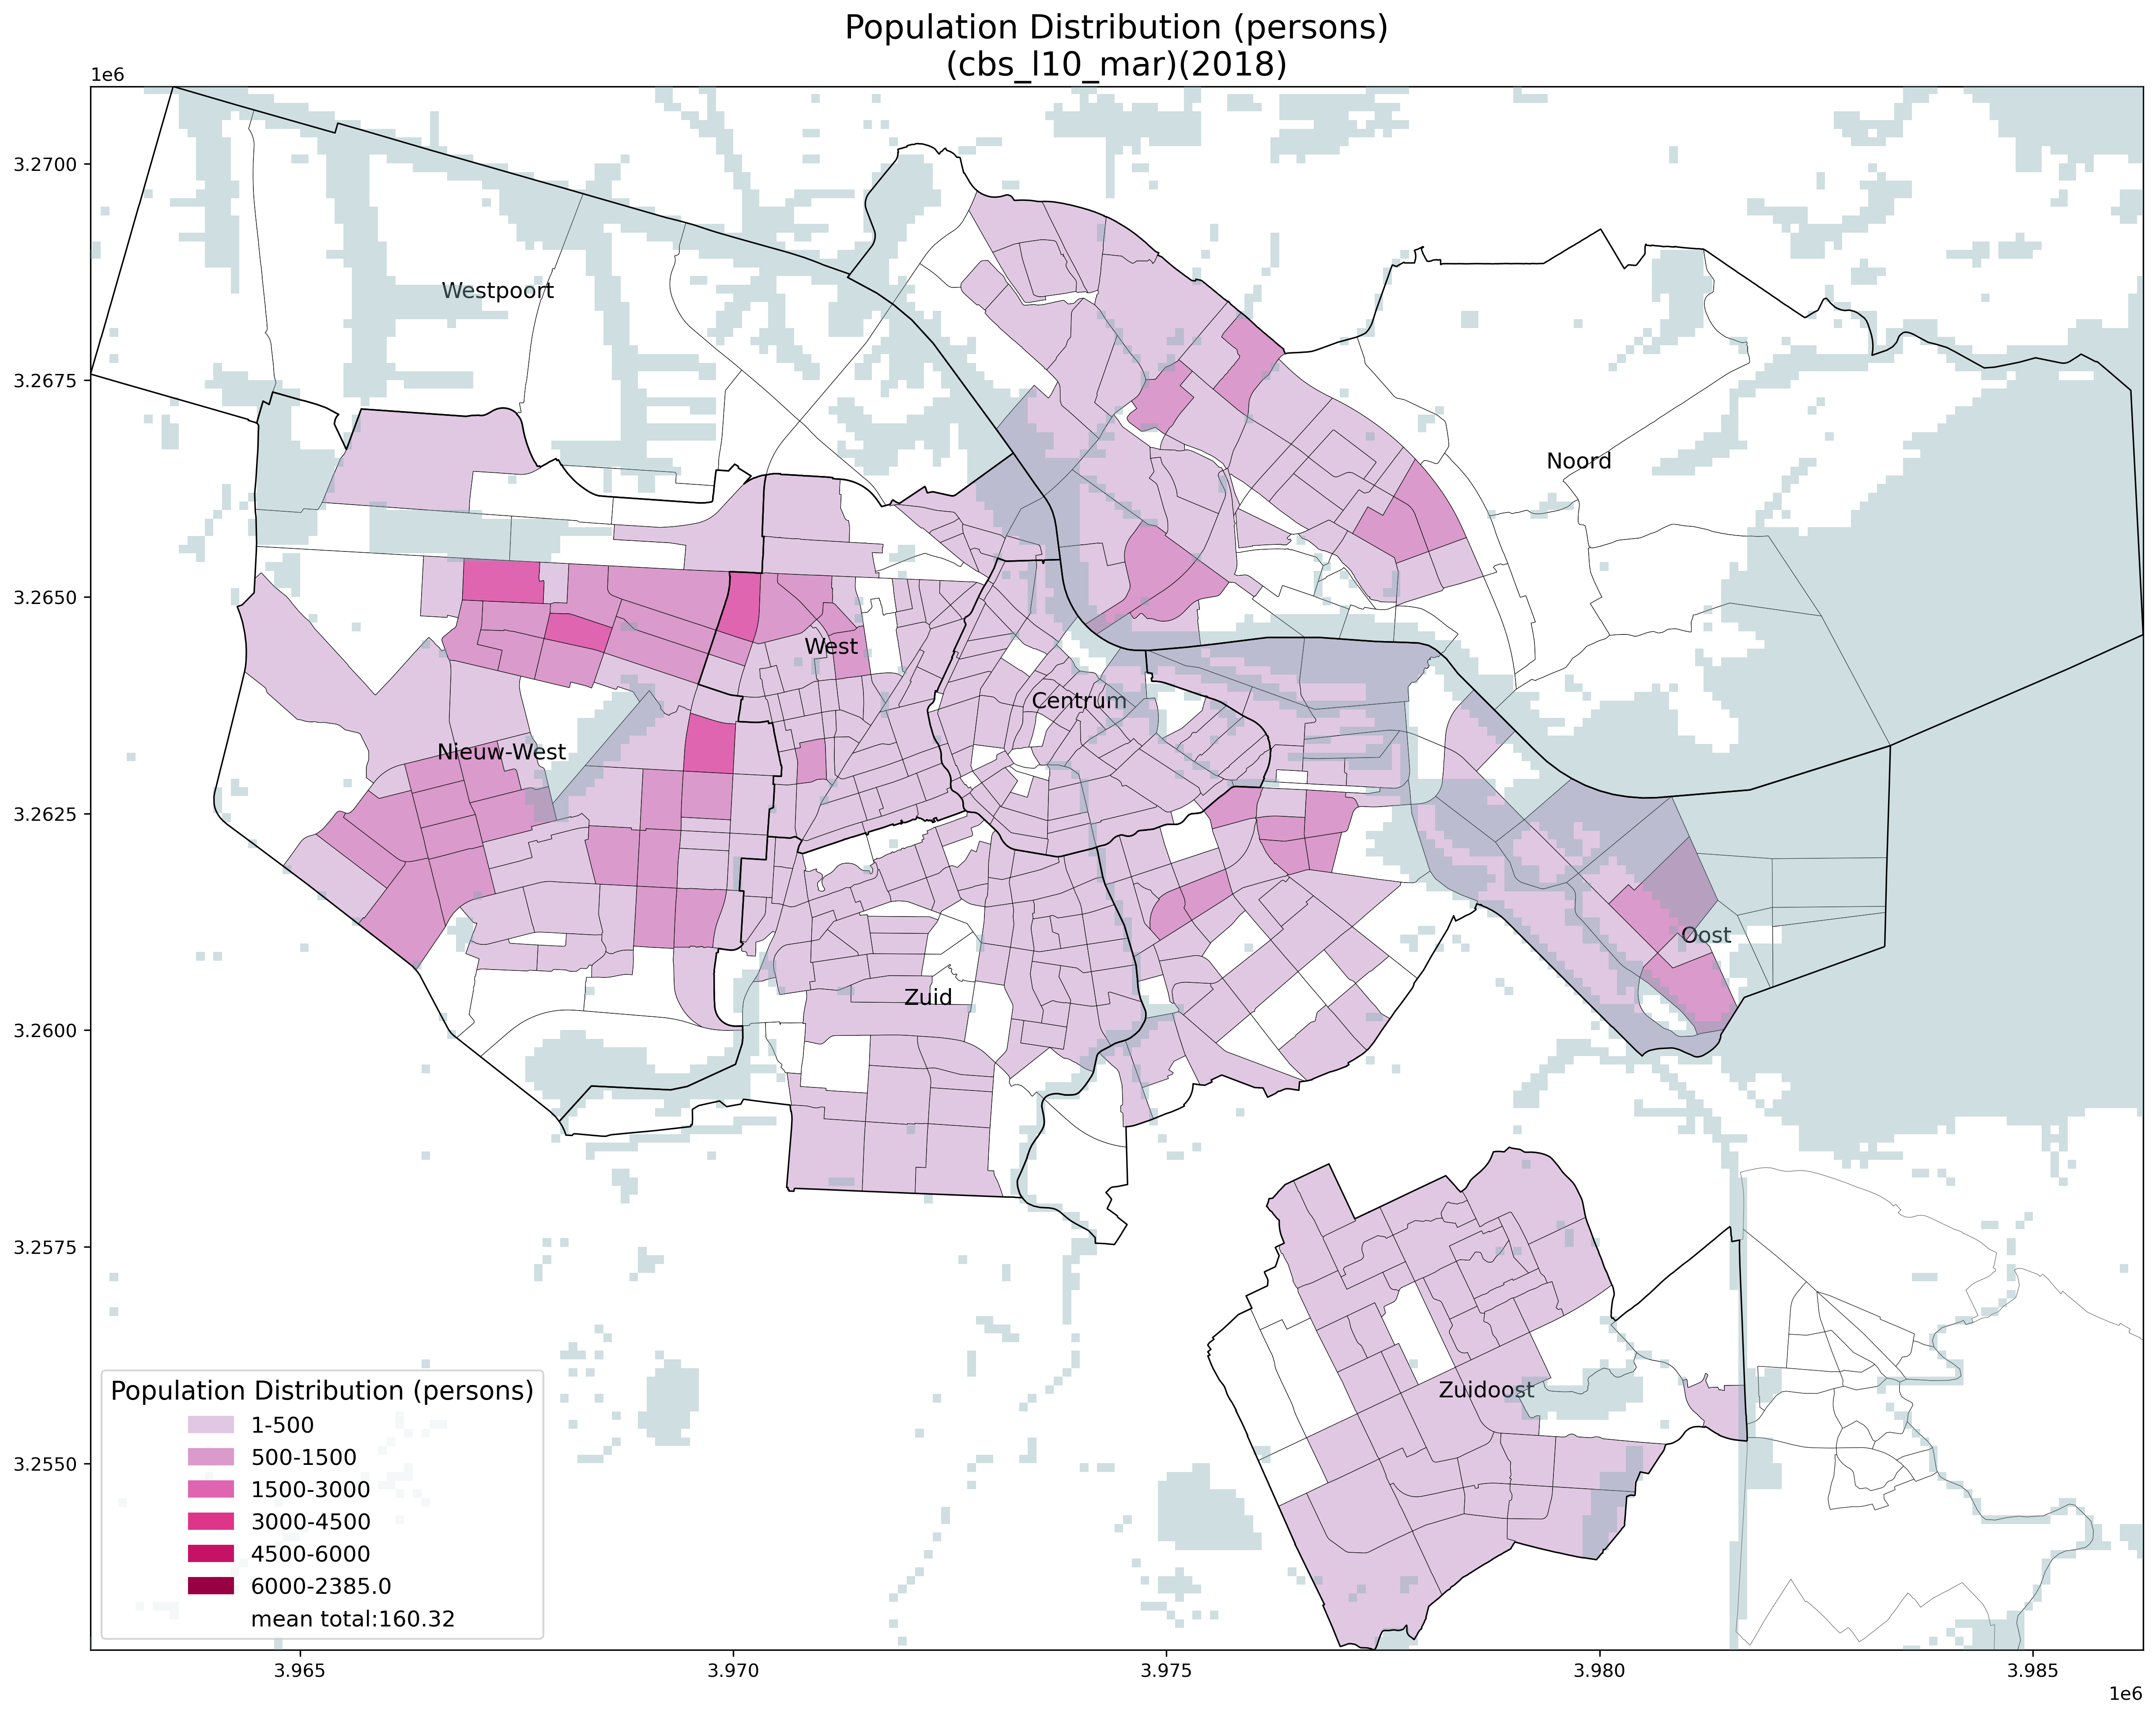 Population Distribution (persons)
(cbs_l10_mar)(2018)
1e6
3.2700
3.2675
3.2650
3.2625
3.2600
3.2575
3.2550
Westpoort
Noord
West
Centrum
Nieuw-West
Oost
Zuid
Zuidoost
Population Distribution (persons)
1-500
500-1500
1500-3000
3000-4500
4500-6000
6000-2385.0
mean total:160.32
3.965
3.970
3.975
3.980
3.985
1e6